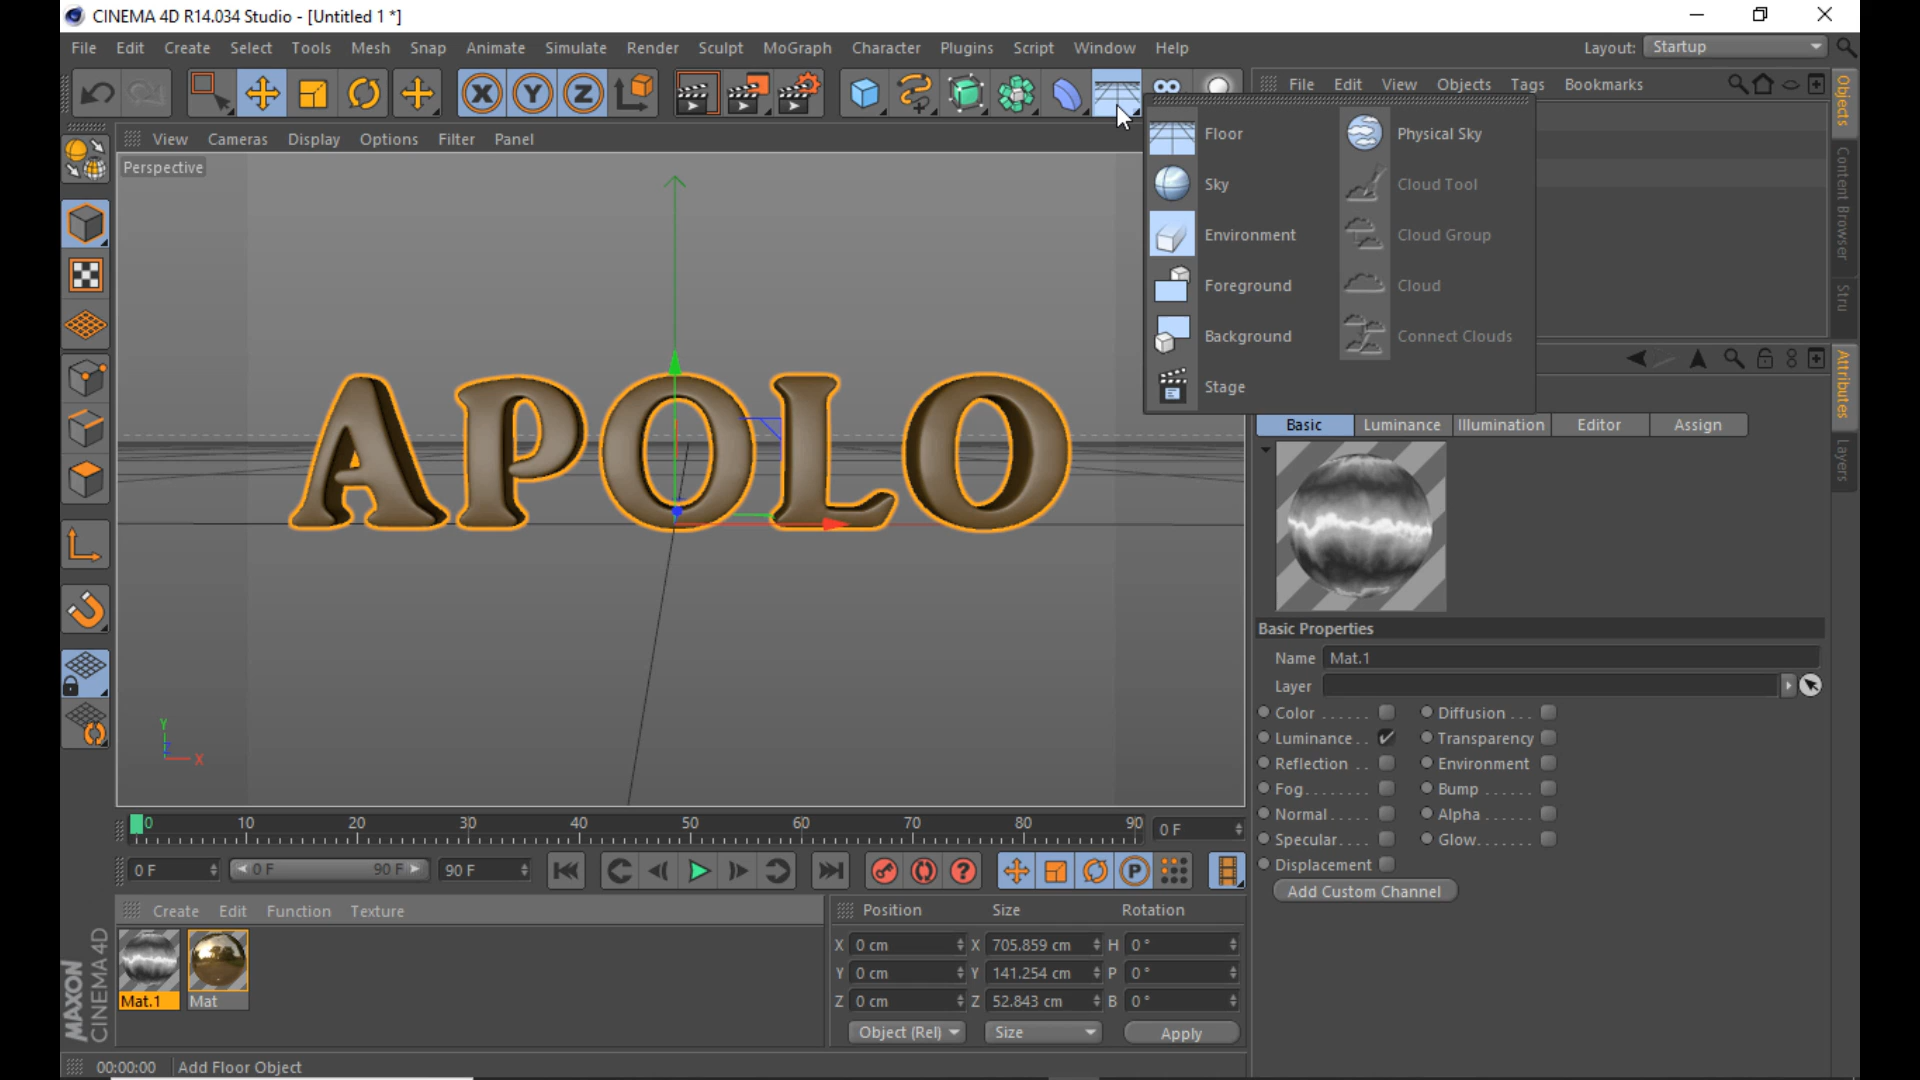 CINEMA 4D R14.034 Studio - [Untitled 1 *]
File Edit Create Select Tools Mesh Snap Animate Simulate Render Sculpt MoGraph Character Plugins Script Window Help
Layout: Startup
X Y Z
File Edit View Objects Tags Bookmarks
View Cameras Display Options Filter Panel
Perspective
Floor Physical Sky
Sky Cloud Tool
Environment Cloud Group
Foreground Cloud
Background Connect Clouds
Stage
Objects
Content Browser
Stru
Attributes
Layers
APOLO
Y
Z
X
Basic Luminance Illumination Editor Assign
Basic Properties
Name Mat.1
Layer
Color ...... Diffusion ...
Luminance.. Transparency
Reflection .. Environment
Fog........ Bump ......
Normal..... Alpha ......
Specular.... Glow.......
Displacement
Add Custom Channel
0 10 20 30 40 50 60 70 80 90 0 F
0 F 0 F 90 F 90 F
P
Create Edit Function Texture
Mat.1 Mat
MAXON
CINEMA 4D
Position Size Rotation
X 0 cm X 705.859 cm H 0 °
Y 0 cm Y 141.254 cm P 0 °
Z 0 cm Z 52.843 cm B 0 °
Object (Rel) Size Apply
00:00:00 Add Floor Object